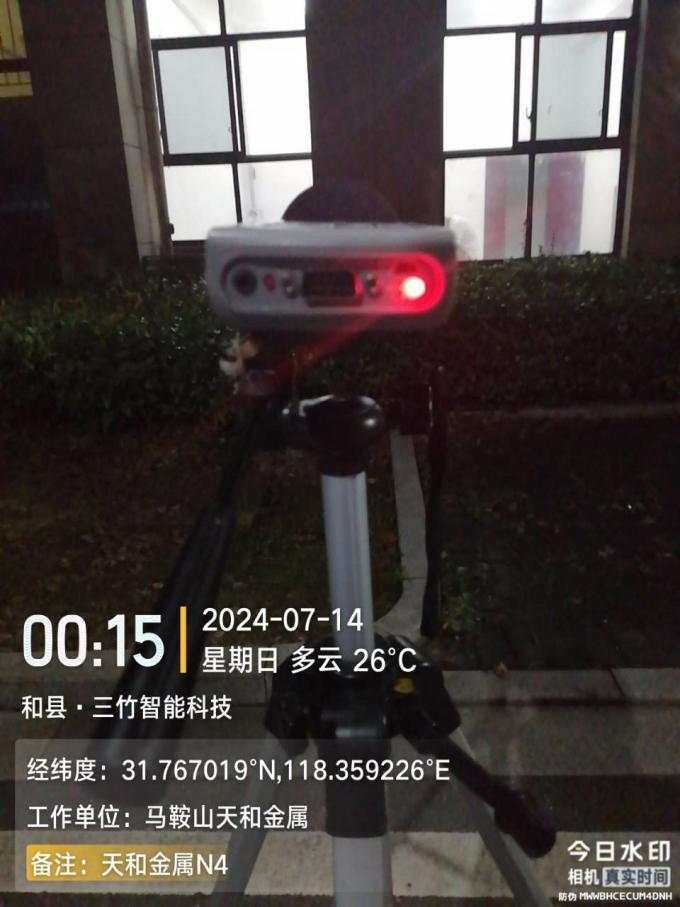 00:15
2024-07-14
星期日 多云 26°C
和县·三竹智能科技
经纬度：31.767019°N,118.359226°E
工作单位：马鞍山天和金属
备注：天和金属N4
今日水印
相机 真实时间
防伪 MWWBHCECUM4DNH